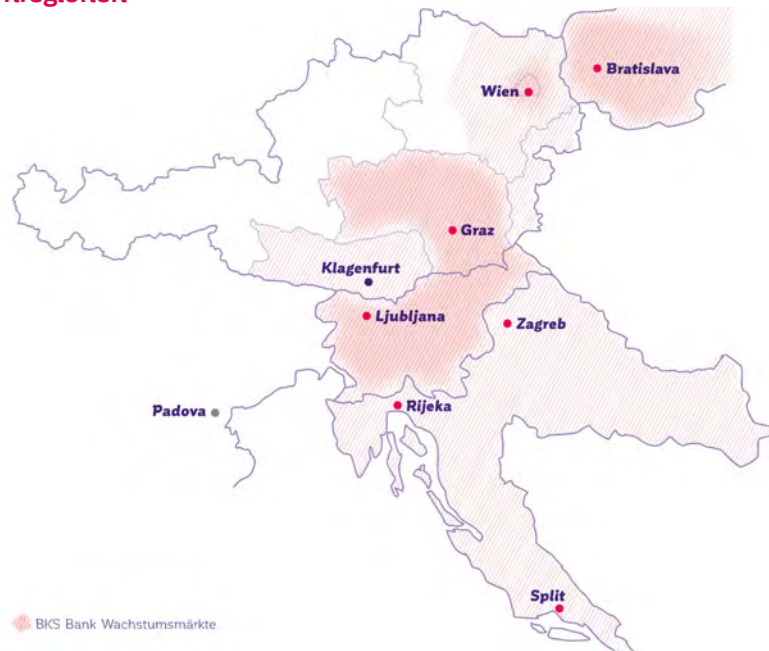 Bratislava
Wien
Graz
Klagenfurt
Ljubljana
Zagreb
Padova
Rijeka
Split
BKS Bank Wachstumsmärkte